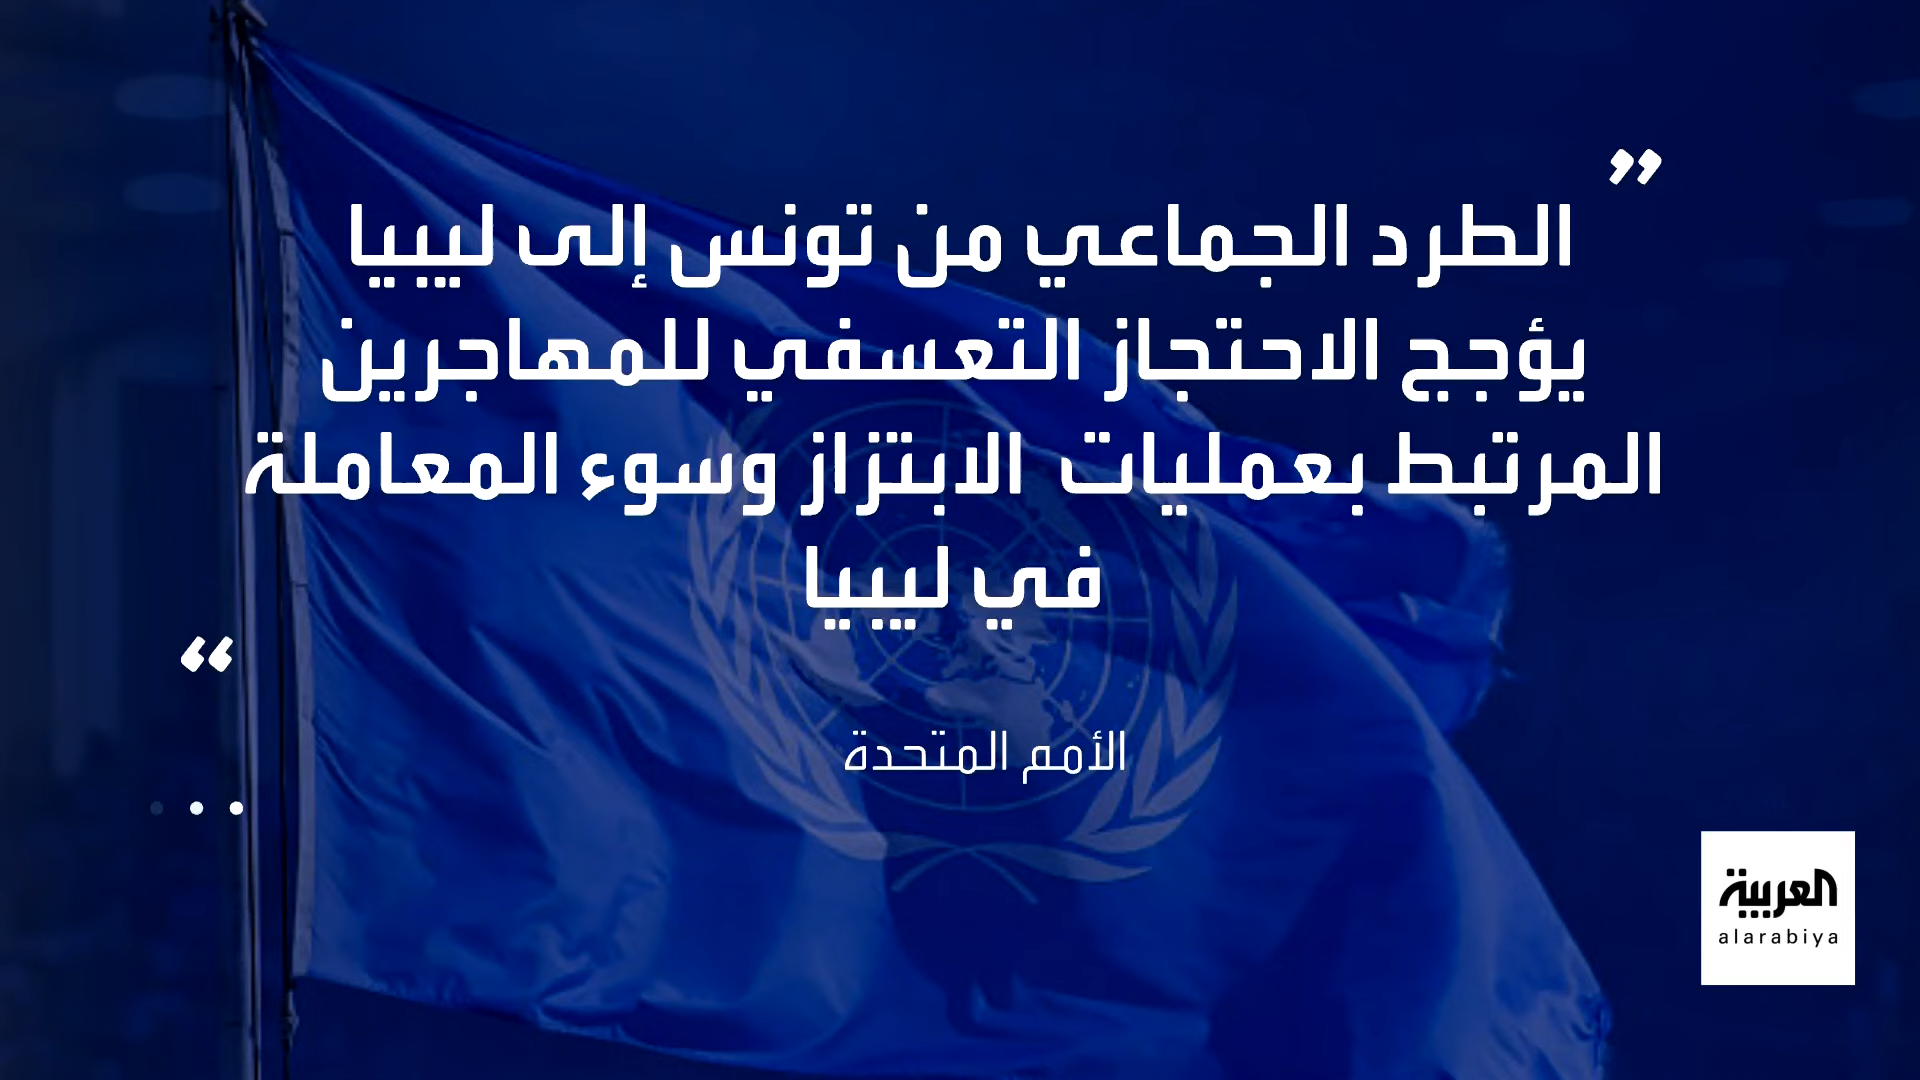 ”
الطرد الجماعي من تونس إلى ليبيا
يؤجج الاحتجاز التعسفي للمهاجرين
المرتبط بعمليات الابتزاز وسوء المعاملة
في ليبيا
“
الأمم المتحدة
العربية
alarabiya